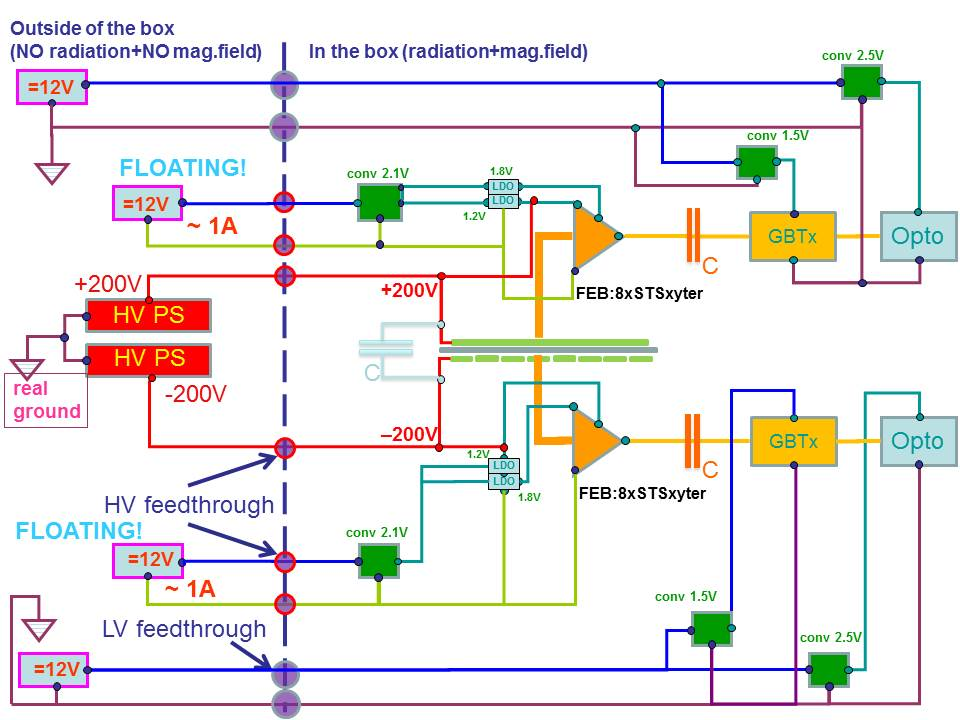 Outside of the box
(NO radiation+NO mag.field)
In the box (radiation+mag.field)
conv 2.5V
=12V
conv 1.5V
FLOATING!
conv 2.1V
1.8V
LDO
LDO
=12V
~ 1A
1.2V
GBTx
Opto
C
FEB:8xSTSxyter
+200V
+200V
HV PS
HV PS
C
real
ground
-200V
–200V
GBTx
Opto
1.2V
LDO
LDO
C
1.8V
FEB:8xSTSxyter
HV feedthrough
FLOATING!
conv 2.1V
=12V
~ 1A
conv 1.5V
LV feedthrough
conv 2.5V
=12V